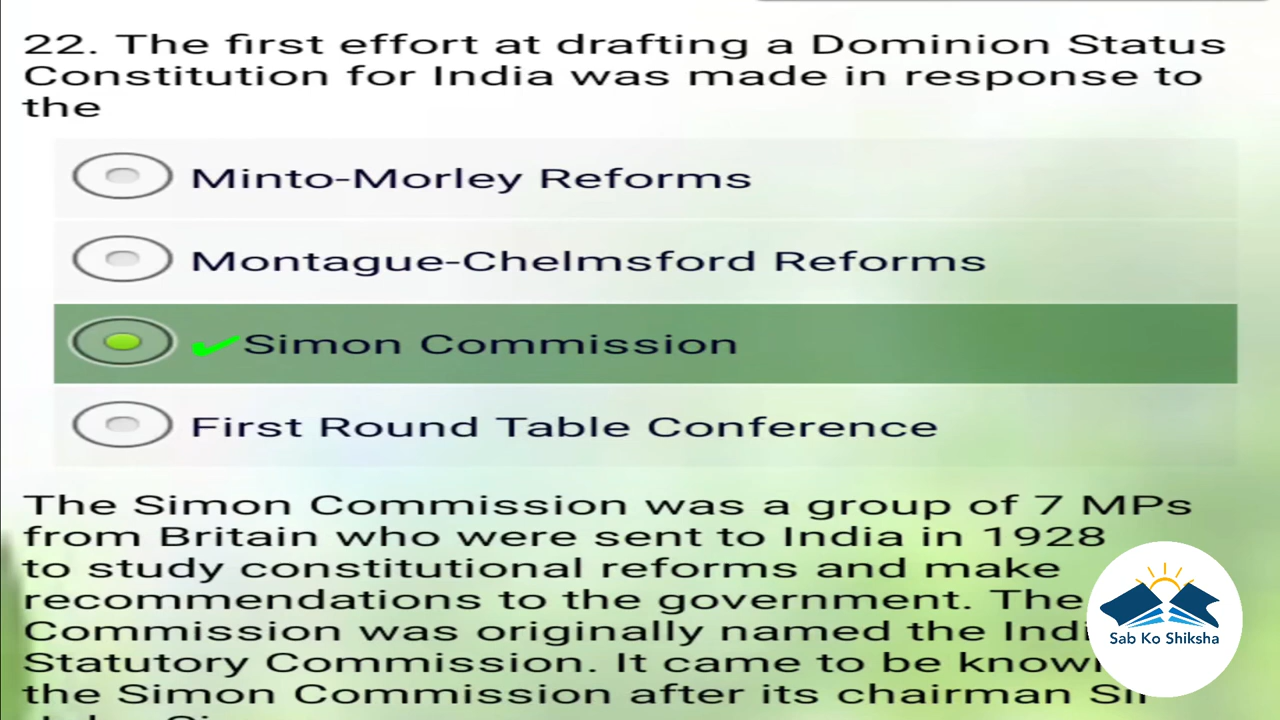 22. The first effort at drafting a Dominion Status
Constitution for India was made in response to
the
Minto-Morley Reforms
Montague-Chelmsford Reforms
✔Simon Commission
First Round Table Conference
The Simon Commission was a group of 7 MPs
from Britain who were sent to India in 1928
to study constitutional reforms and make
recommendations to the government. The
Commission was originally named the
Statutory Commission. It came to be
the Simon Commission after its chairman
Sab Ko Shiksha